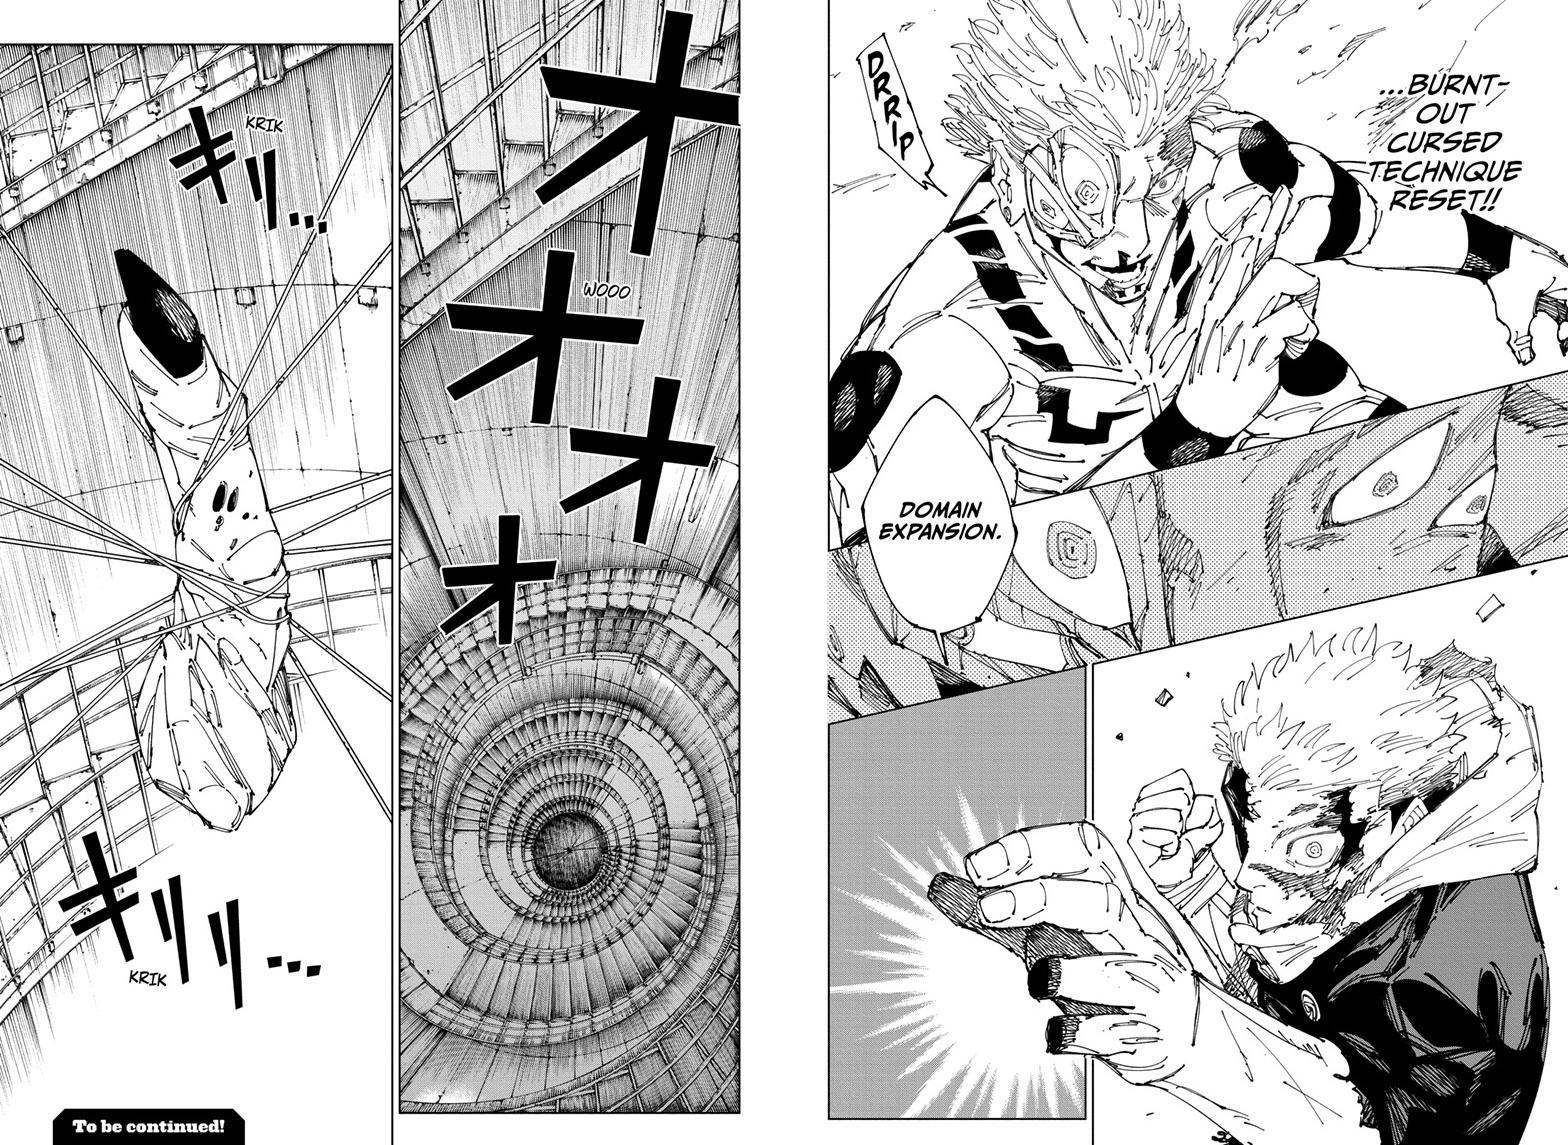 DRRIP
...BURNT-
OUT
CURSED
TECHNIQUE
RESET!!
DOMAIN
EXPANSION.
オオオオ
WOOO
キリ...
KRIK
キリリ...
KRIK
To be continued!